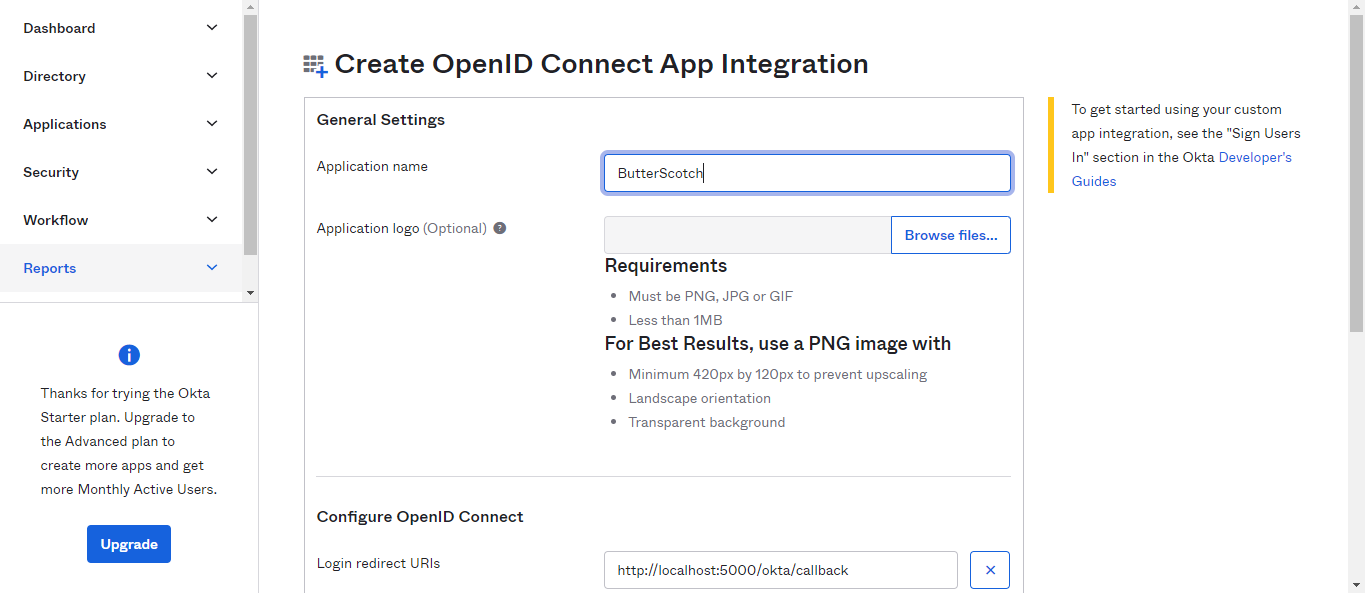 Dashboard
Directory
Applications
Security
Workflow
Reports
Thanks for trying the Okta
Starter plan. Upgrade to
the Advanced plan to
create more apps and get
more Monthly Active Users.
Upgrade
Create OpenID Connect App Integration
General Settings
Application name
ButterScotch
Application logo (Optional) ?
Browse files...
Requirements
Must be PNG, JPG or GIF
Less than 1MB
For Best Results, use a PNG image with
Minimum 420px by 120px to prevent upscaling
Landscape orientation
Transparent background
Configure OpenID Connect
Login redirect URIs
http://localhost:5000/okta/callback
To get started using your custom
app integration, see the "Sign Users
In" section in the Okta Developer's
Guides